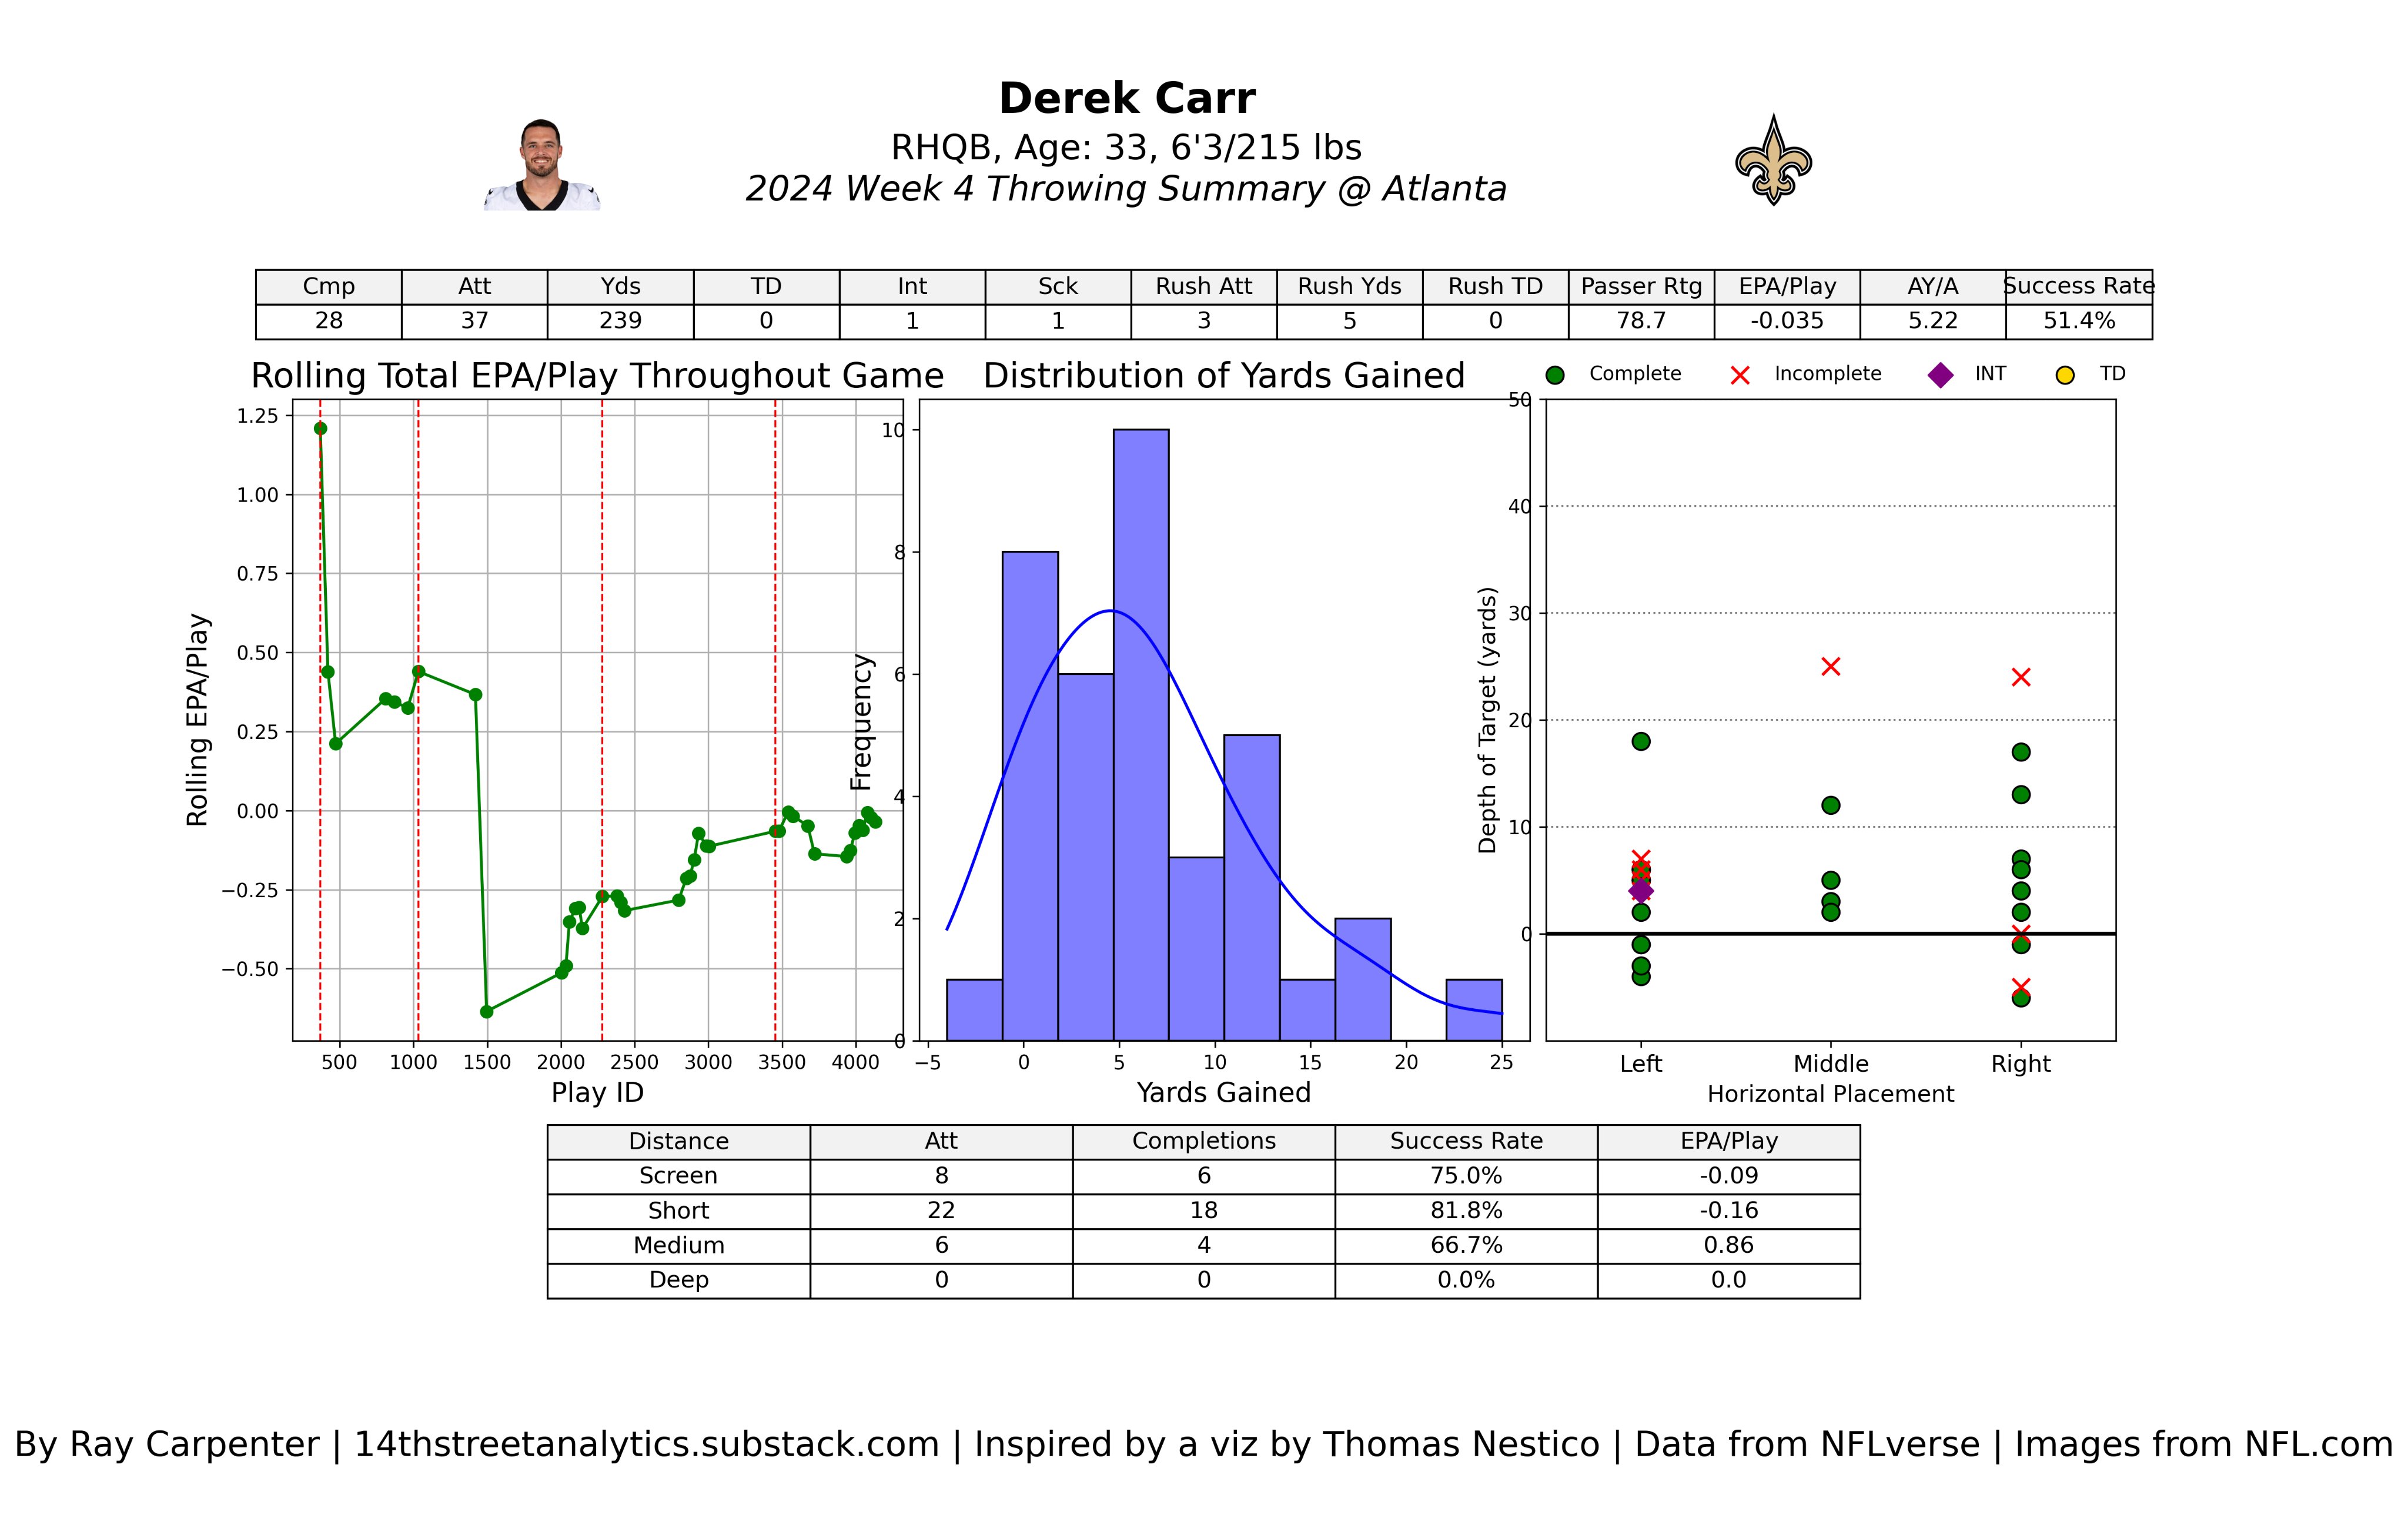 Derek Carr
RHQB, Age: 33, 6'3/215 lbs
2024 Week 4 Throwing Summary @ Atlanta
Cmp Att Yds TD Int Sck Rush Att Rush Yds Rush TD Passer Rtg EPA/Play AY/A Success Rate
28 37 239 0 1 1 3 5 0 78.7 -0.035 5.22 51.4%
Rolling Total EPA/Play Throughout Game
1.25
1.00
0.75
0.50
0.25
0.00
−0.25
−0.50
Rolling EPA/Play
500 1000 1500 2000 2500 3000 3500 4000
Play ID
Distribution of Yards Gained
10
8
6
4
2
0
Frequency
−5 0 5 10 15 20 25
Yards Gained
Complete Incomplete INT TD
50
40
30
20
10
0
Depth of Target (yards)
Left Middle Right
Horizontal Placement
Distance Att Completions Success Rate EPA/Play
Screen 8 6 75.0% -0.09
Short 22 18 81.8% -0.16
Medium 6 4 66.7% 0.86
Deep 0 0 0.0% 0.0
By Ray Carpenter | 14thstreetanalytics.substack.com | Inspired by a viz by Thomas Nestico | Data from NFLverse | Images from NFL.com